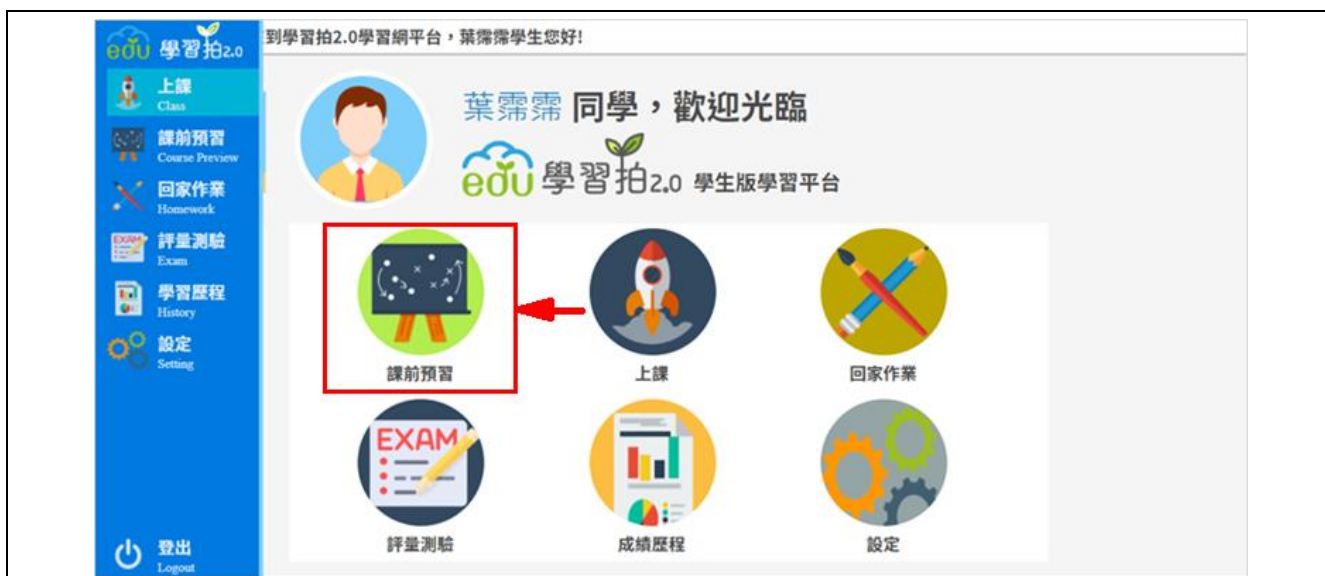 edu 學習拍2.0
到學習拍2.0學習網平台，葉霈霈學生您好!
上課
Class
課前預習
Course Preview
回家作業
Homework
EXAM
評量測驗
Exam
學習歷程
History
設定
Setting
登出
Logout
葉霈霈 同學，歡迎光臨
edu 學習拍2.0 學生版學習平台
課前預習
上課
回家作業
EXAM
評量測驗
成績歷程
設定